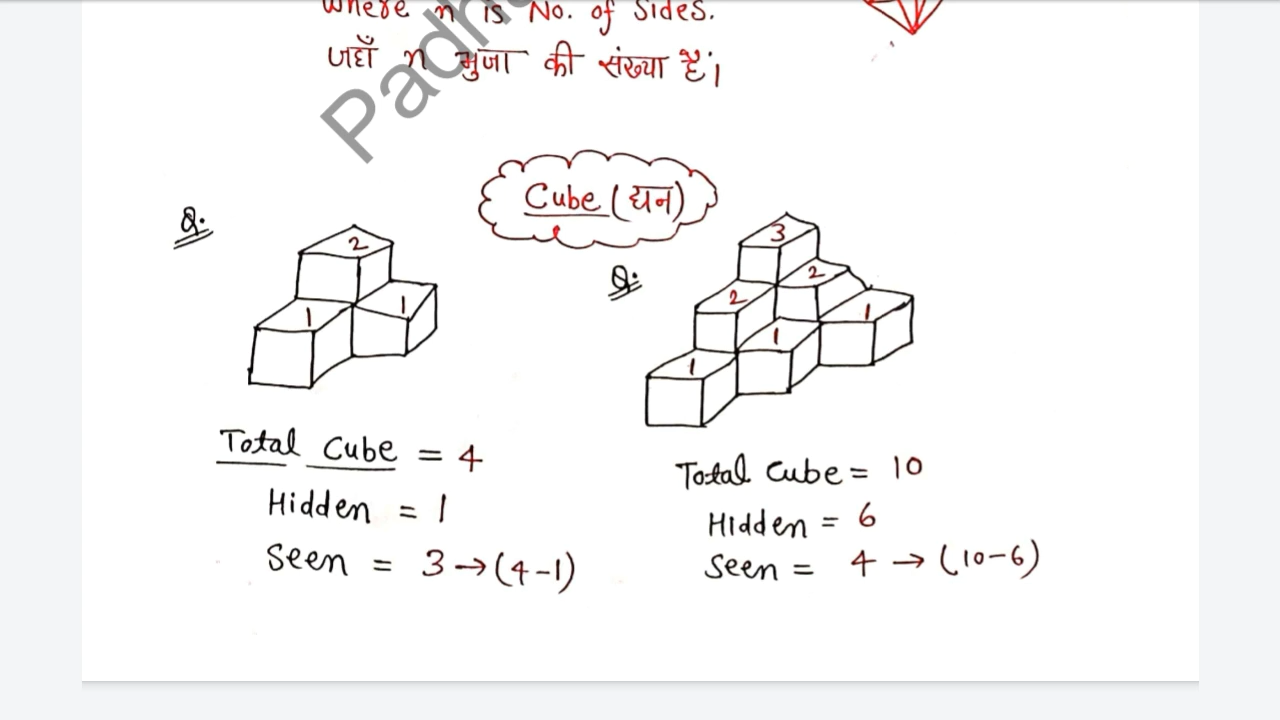 where n is No. of Sides.
जहाँ n भुजा की संख्या है।
Cube (घन)
Q.
2
1
1
Total Cube = 4
Hidden = 1
Seen = 3 → (4-1)
Q.
3
2
2
1
1
1
Total Cube = 10
Hidden = 6
Seen = 4 → (10-6)